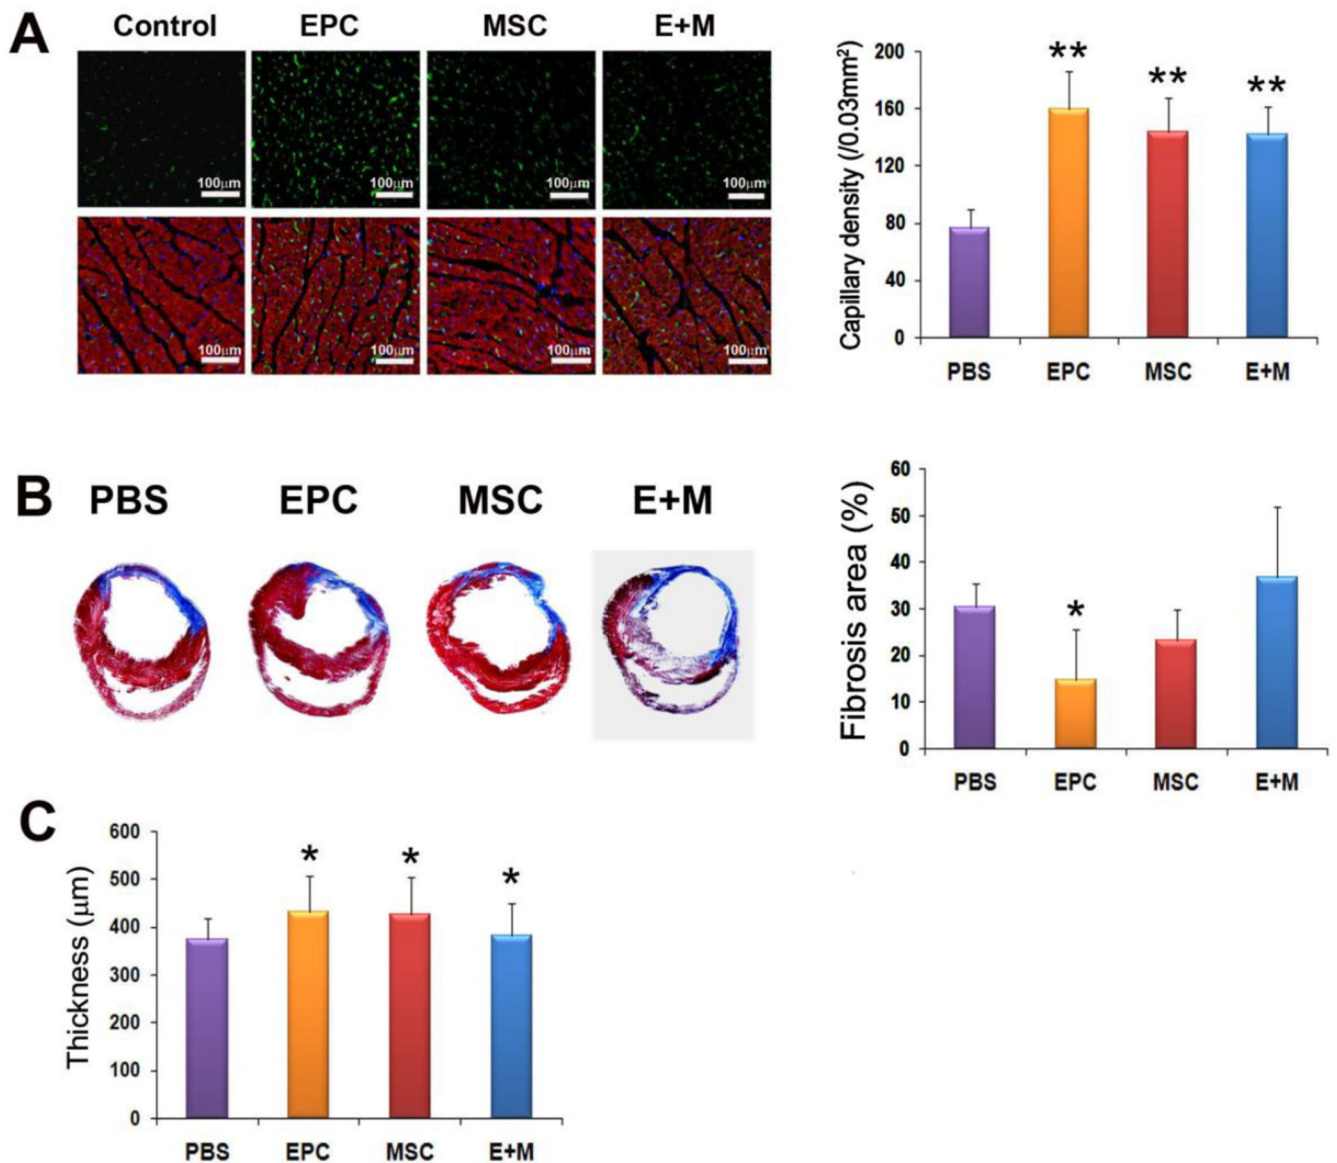 A
Control EPC MSC E+M
100μm 100μm 100μm 100μm
100μm 100μm 100μm 100μm
Capillary density (/0.03mm²)
200
160
120
80
40
0
** ** **
PBS EPC MSC E+M
B
PBS EPC MSC E+M
Fibrosis area (%)
60
50
40
30
20
10
0
*
PBS EPC MSC E+M
C
Thickness (μm)
600
500
400
300
200
100
0
* * *
PBS EPC MSC E+M